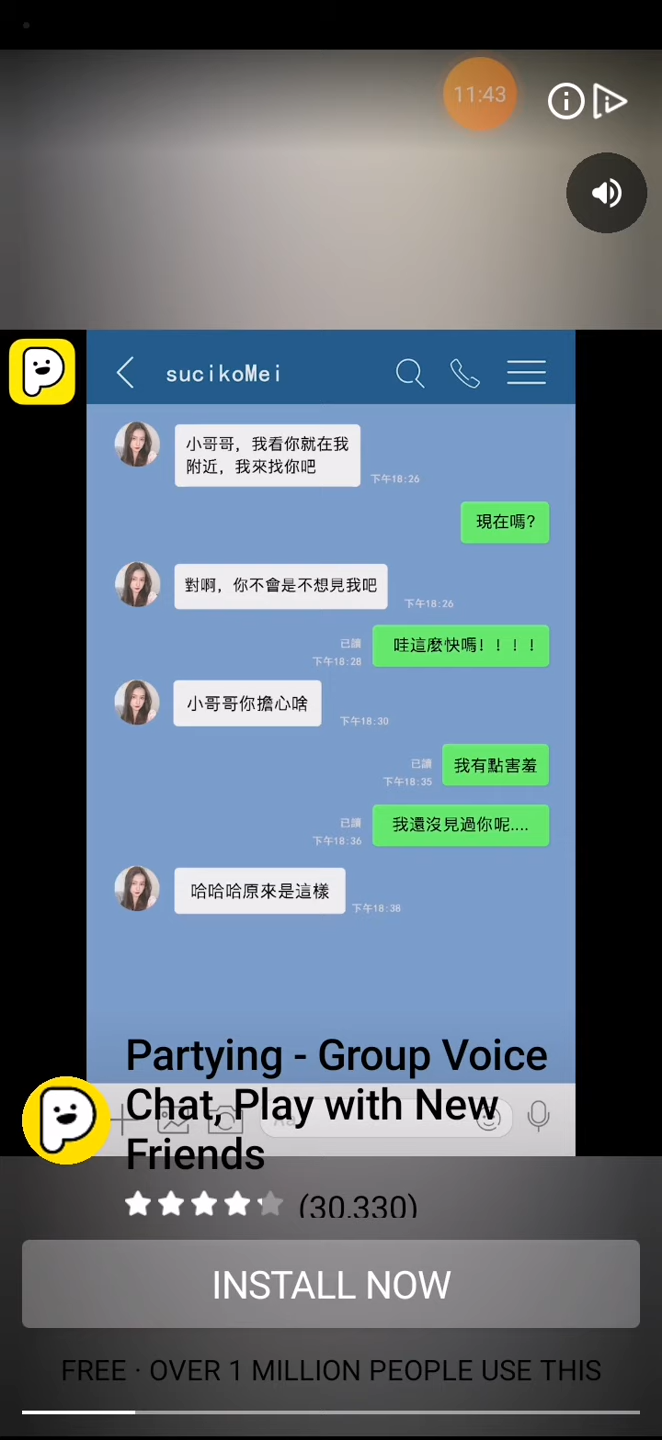 11:43
sucikoMei
小哥哥，我看你就在我
附近，我來找你吧
下午18:26
現在嗎?
對啊，你不會是不想見我吧
下午18:26
哇這麼快嗎！！！！
已讀
下午18:28
小哥哥你擔心啥
下午18:30
我有點害羞
已讀
下午18:35
我還沒見過你呢....
已讀
下午18:36
哈哈哈原來是這樣
下午18:38
Aa
Partying - Group Voice
Chat, Play with New
Friends
(30,330)
INSTALL NOW
FREE · OVER 1 MILLION PEOPLE USE THIS